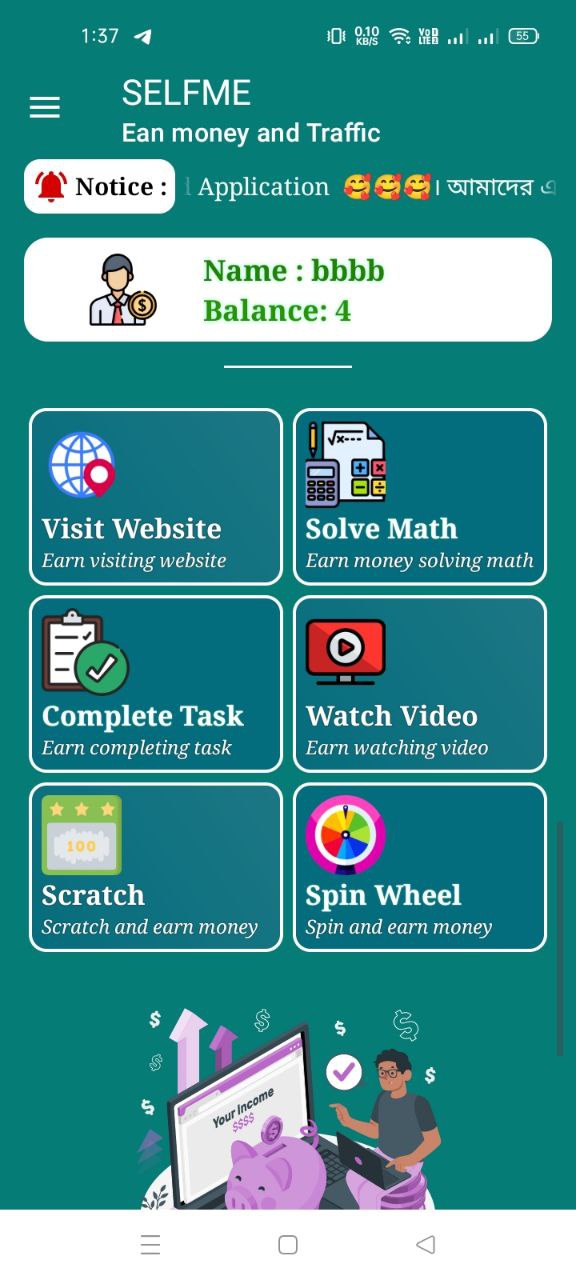 1:37
0.10 KB/S
Vo LTE 2
55
SELFME
Ean money and Traffic
Notice :
Application 🥰🥰🥰। আমাদের
Name : bbbb
Balance: 4
Visit Website
Earn visiting website
√x---
Solve Math
Earn money solving math
Complete Task
Earn completing task
Watch Video
Earn watching video
100
Scratch
Scratch and earn money
Spin Wheel
Spin and earn money
Your Income
$$$$